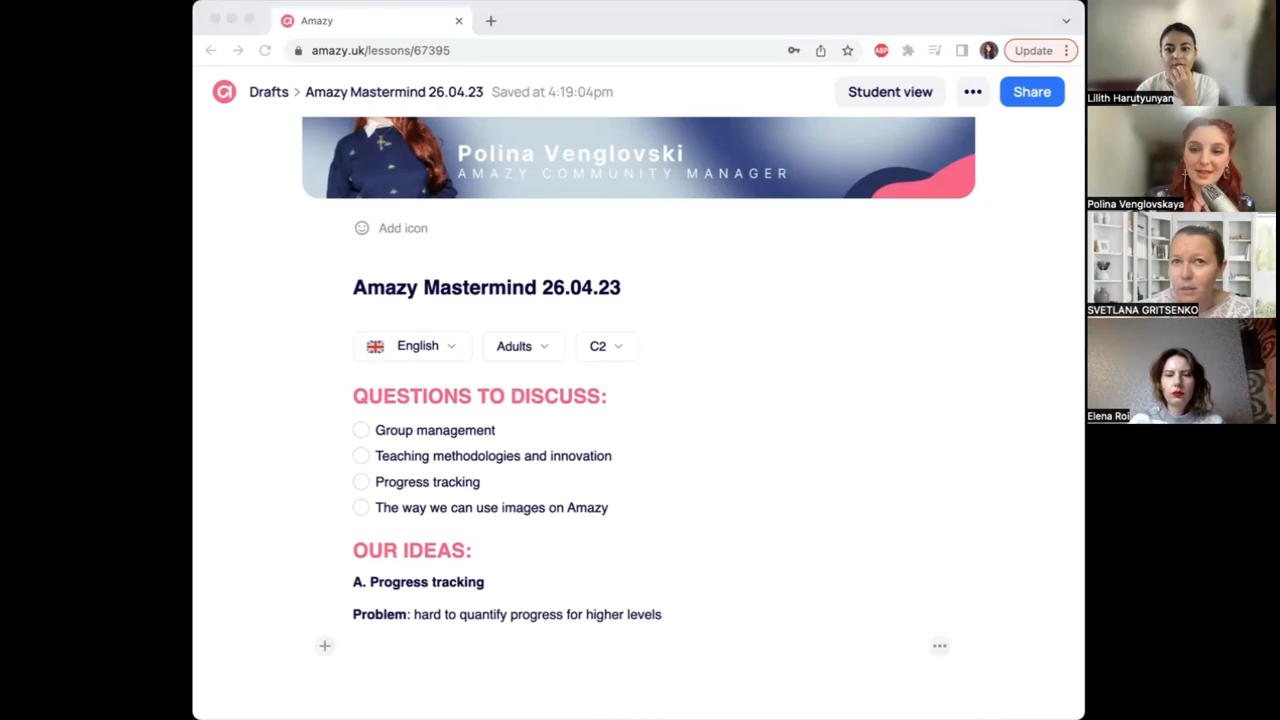 Amazy
amazy.uk/lessons/67395
ABP
Update
Drafts > Amazy Mastermind 26.04.23 Saved at 4:19:04pm
Student view
Share
Polina Venglovski
AMAZY COMMUNITY MANAGER
Add icon
Amazy Mastermind 26.04.23
English
Adults
C2
QUESTIONS TO DISCUSS:
Group management
Teaching methodologies and innovation
Progress tracking
The way we can use images on Amazy
OUR IDEAS:
A. Progress tracking
Problem: hard to quantify progress for higher levels
Lilith Harutyunyan
Polina Venglovskaya
SVETLANA GRITSENKO
Elena Roi